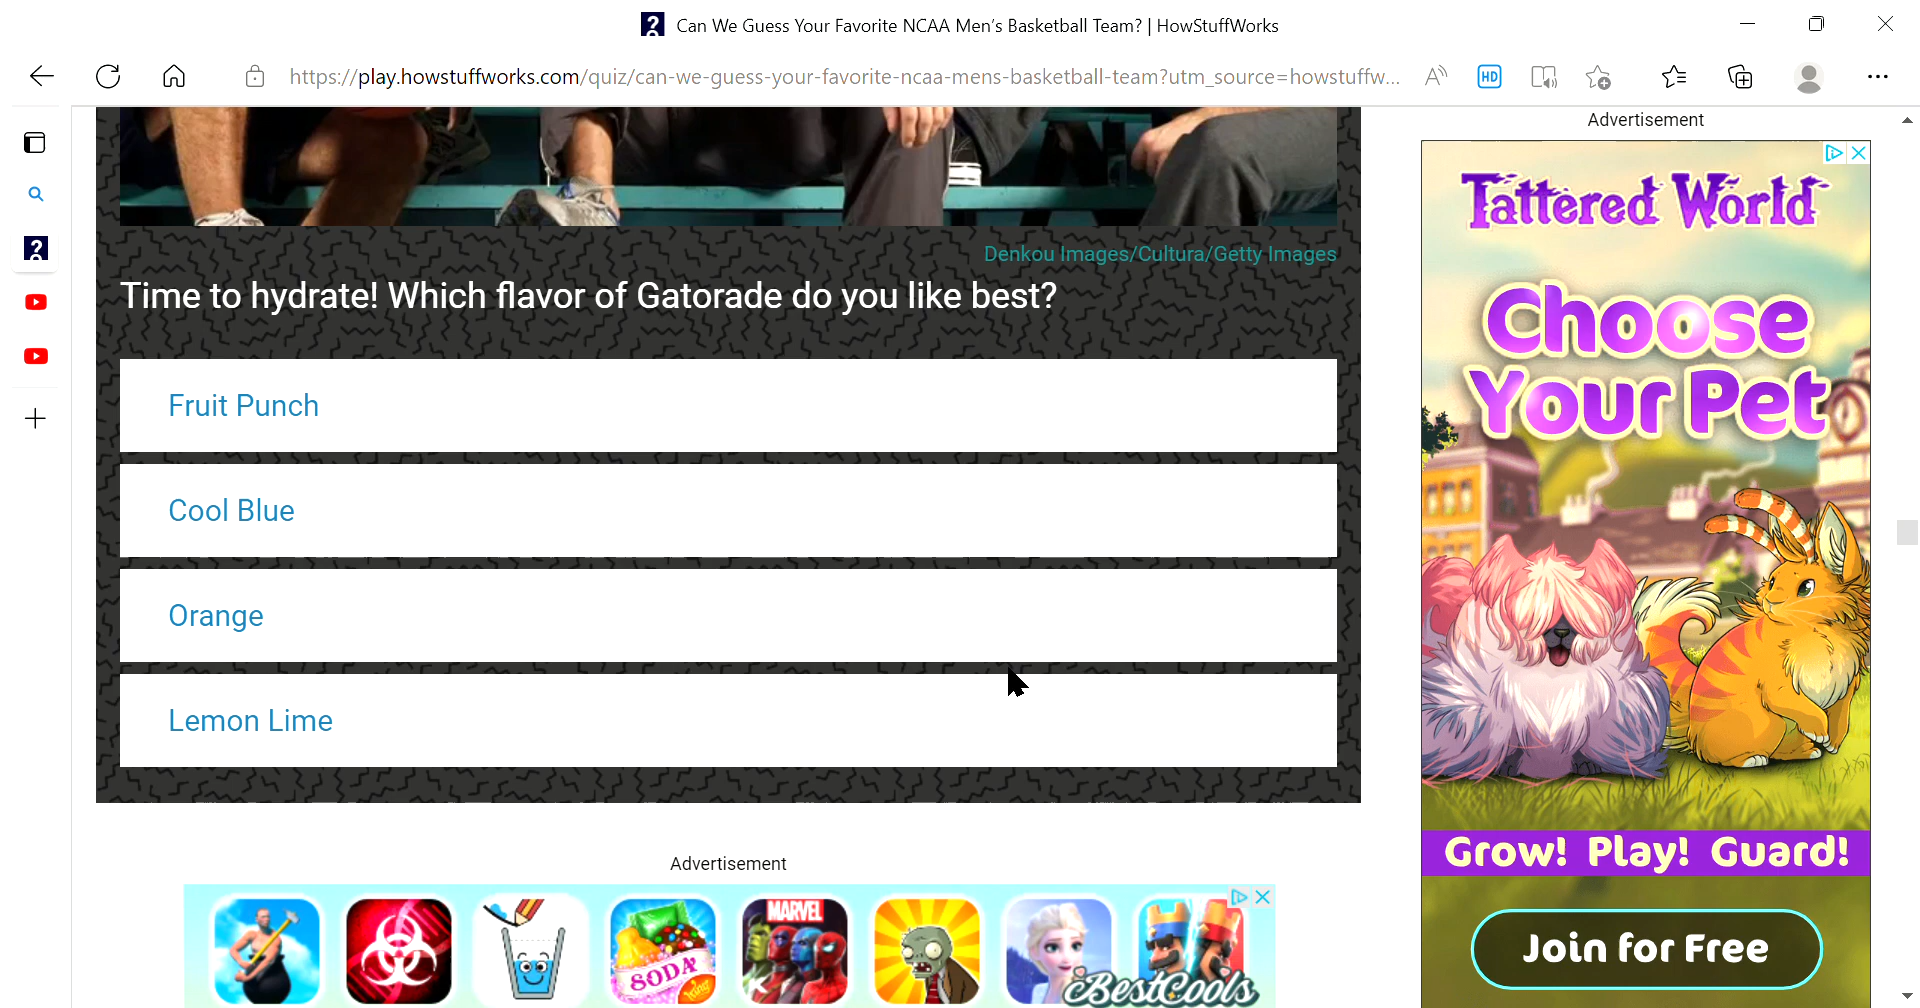 Can We Guess Your Favorite NCAA Men's Basketball Team? | HowStuffWorks
https://play.howstuffworks.com/quiz/can-we-guess-your-favorite-ncaa-mens-basketball-team?utm_source=howstuffw...
HD
Denkou Images/Cultura/Getty Images
Time to hydrate! Which flavor of Gatorade do you like best?
Fruit Punch
Cool Blue
Orange
Lemon Lime
Advertisement
MARVEL
SODA
King
BestCools
Advertisement
Tattered World
Choose
Your Pet
Grow! Play! Guard!
Join for Free